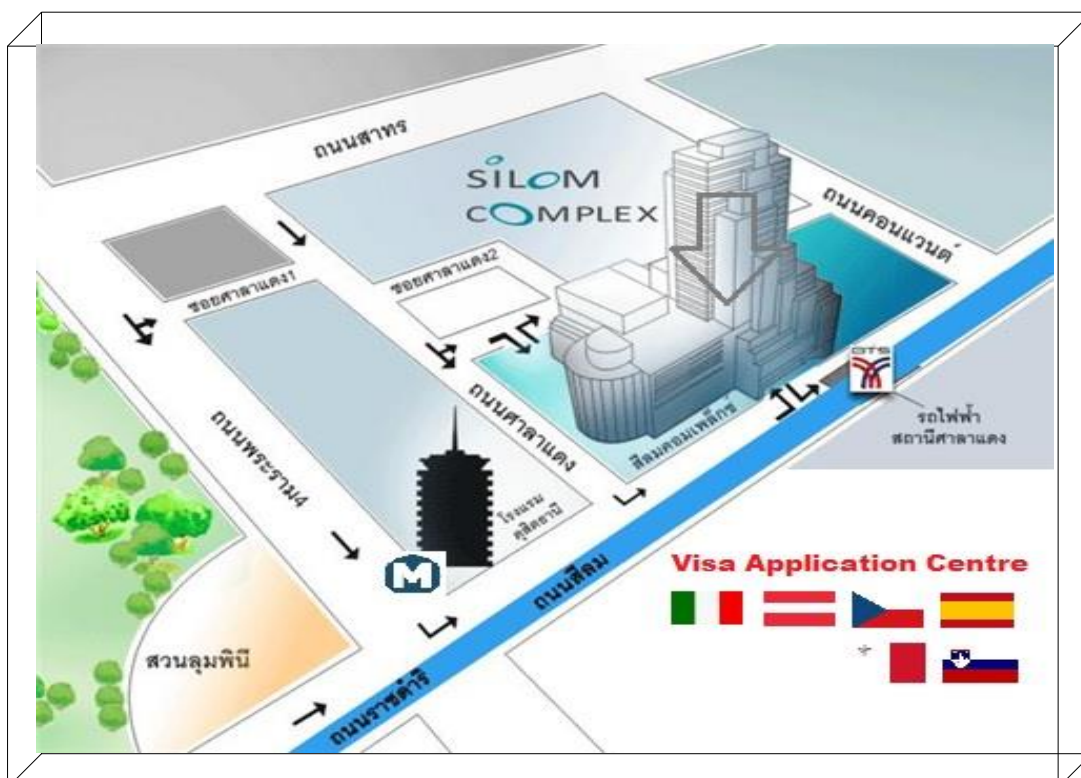 ถนนสาทร
SILOM
COMPLEX
ถนนคอนแวนต์
ซอยศาลาแดง2
ซอยศาลาแดง1
BTS
รถไฟฟ้า
สถานีศาลาแดง
สีลมคอมเพล็กซ์
ถนนศาลาแดง
ถนนพระราม4
โรงแรม
ดุสิตธานี
M
ถนนสีลม
Visa Application Centre
สวนลุมพินี
ถนนราชดำริ